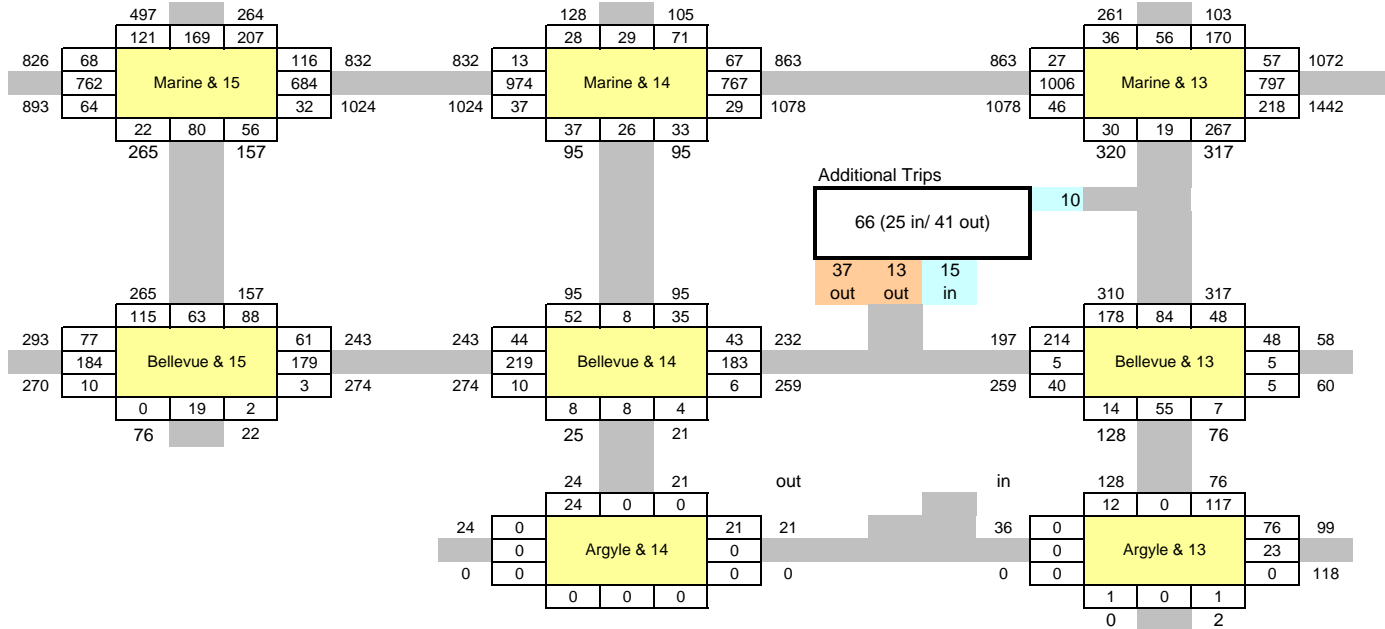 497 264 128 105 261 103
121 169 207 28 29 71 36 56 170
826 68 116 832 832 13 67 863 863 27 57 1072
762 Marine & 15 684 974 Marine & 14 767 1006 Marine & 13 797
893 64 32 1024 1024 37 29 1078 1078 46 218 1442
22 80 56 37 26 33 30 19 267
265 157 95 95 320 317
Additional Trips
10
66 (25 in/ 41 out)
37 13 15
out out in
265 157 95 95 310 317
115 63 88 52 8 35 178 84 48
293 77 61 243 243 44 43 232 197 214 48 58
184 Bellevue & 15 179 219 Bellevue & 14 183 5 Bellevue & 13 5
270 10 3 274 274 10 6 259 259 40 5 60
0 19 2 8 8 4 14 55 7
76 22 25 21 128 76
24 21 out in 128 76
24 0 0 12 0 117
24 0 21 21 36 0 76 99
0 Argyle & 14 0 0 Argyle & 13 23
0 0 0 0 0 0 0 118
0 0 0 1 0 1
0 2